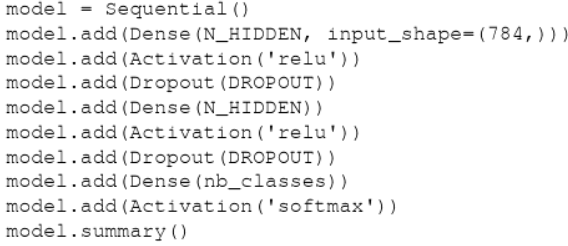 model = Sequential()
model.add(Dense(N_HIDDEN, input_shape=(784,)))
model.add(Activation('relu'))
model.add(Dropout(DROPOUT))
model.add(Dense(N_HIDDEN))
model.add(Activation('relu'))
model.add(Dropout(DROPOUT))
model.add(Dense(nb_classes))
model.add(Activation('softmax'))
model.summary()